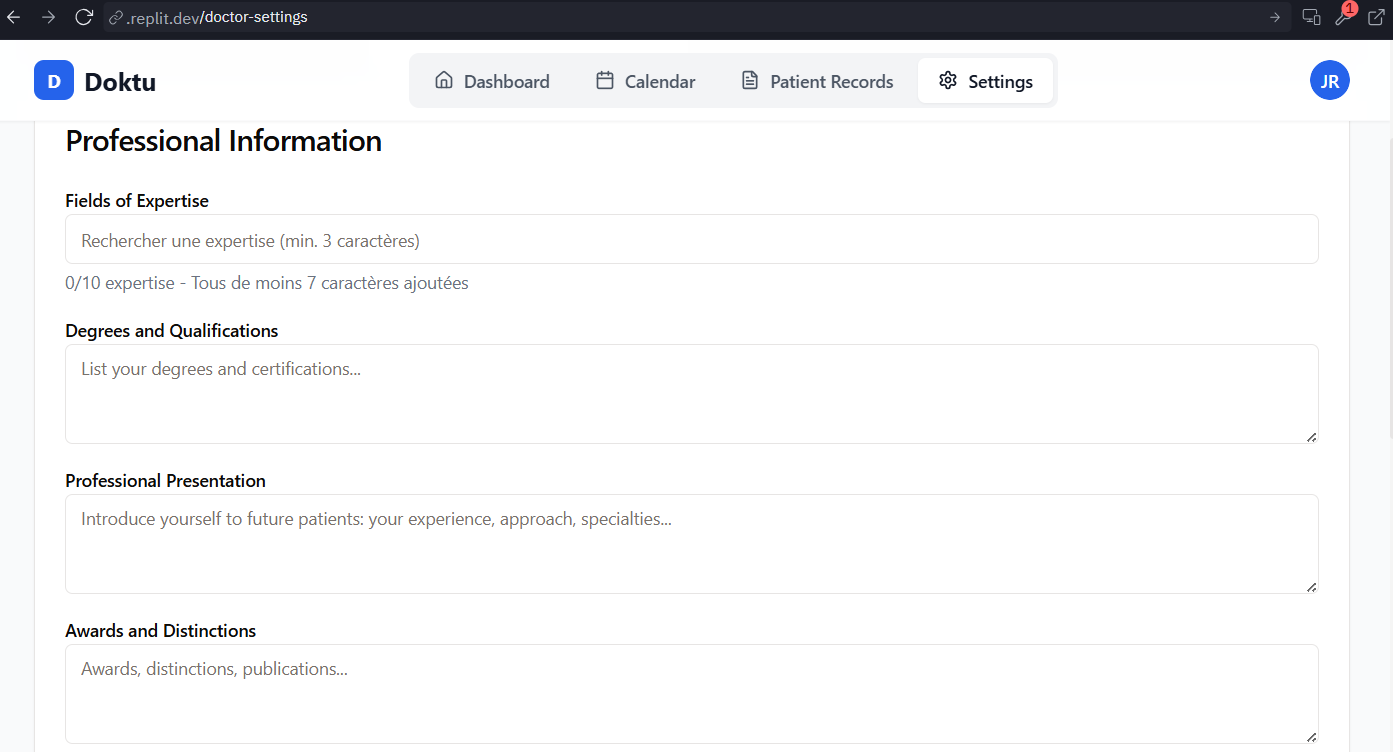 .replit.dev/doctor-settings
1
D Doktu
Dashboard
Calendar
Patient Records
Settings
JR
Professional Information
Fields of Expertise
Rechercher une expertise (min. 3 caractères)
0/10 expertise - Tous de moins 7 caractères ajoutées
Degrees and Qualifications
List your degrees and certifications...
Professional Presentation
Introduce yourself to future patients: your experience, approach, specialties...
Awards and Distinctions
Awards, distinctions, publications...